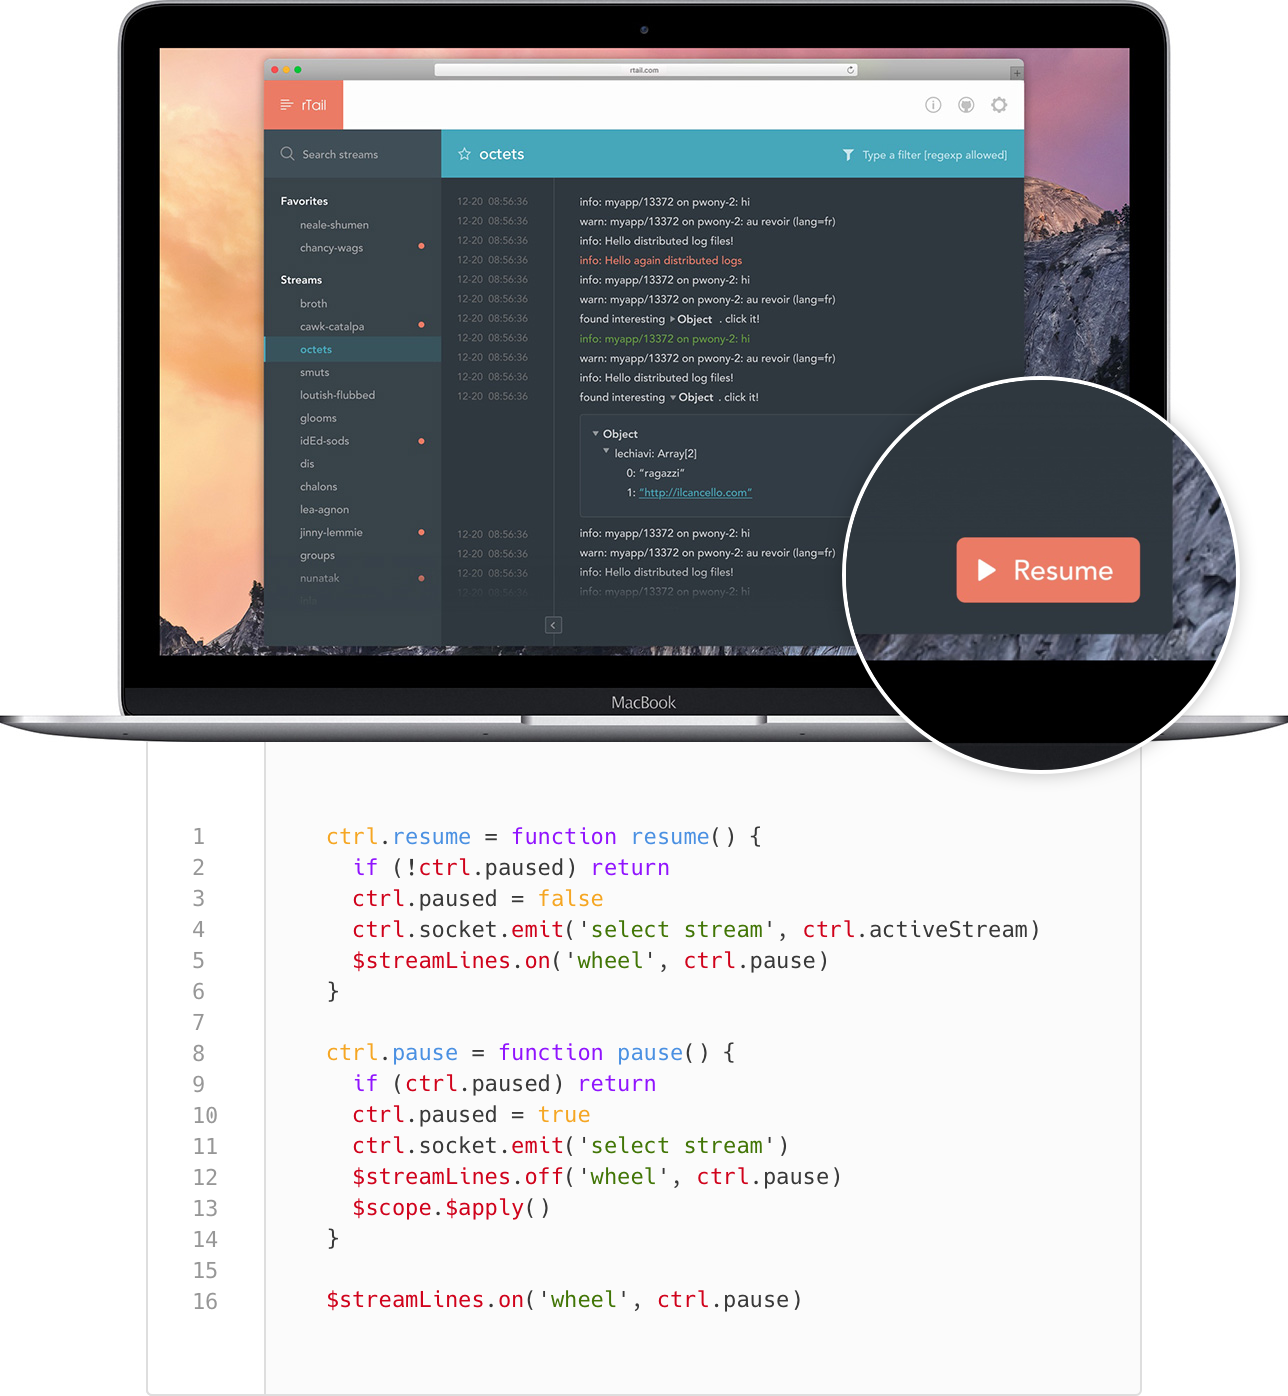 rtail.com
rTail
Search streams
octets
Type a filter [regexp allowed]
Favorites
neale-shumen
chancy-wags
Streams
broth
cawk-catalpa
octets
smuts
loutish-flubbed
glooms
idEd-sods
dis
chalons
lea-agnon
jinny-lemmie
groups
nunatak
12-20 08:56:36 info: myapp/13372 on pwony-2: hi
12-20 08:56:36 warn: myapp/13372 on pwony-2: au revoir (lang=fr)
12-20 08:56:36 info: Hello distributed log files!
12-20 08:56:36 info: Hello again distributed logs
12-20 08:56:36 info: myapp/13372 on pwony-2: hi
12-20 08:56:36 warn: myapp/13372 on pwony-2: au revoir (lang=fr)
12-20 08:56:36 found interesting Object . click it!
12-20 08:56:36 info: myapp/13372 on pwony-2: hi
12-20 08:56:36 warn: myapp/13372 on pwony-2: au revoir (lang=fr)
12-20 08:56:36 info: Hello distributed log files!
12-20 08:56:36 found interesting Object . click it!
Object
lechiavi: Array[2]
0: “ragazzi”
1: “http://ilcancello.com”
12-20 08:56:36 info: myapp/13372 on pwony-2: hi
12-20 08:56:36 warn: myapp/13372 on pwony-2: au revoir (lang=fr)
12-20 08:56:36 info: Hello distributed log files!
12-20 08:56:36 info: myapp/13372 on pwony-2: hi
Resume
MacBook
1 ctrl.resume = function resume() {
2 if (!ctrl.paused) return
3 ctrl.paused = false
4 ctrl.socket.emit('select stream', ctrl.activeStream)
5 $streamLines.on('wheel', ctrl.pause)
6 }
7
8 ctrl.pause = function pause() {
9 if (ctrl.paused) return
10 ctrl.paused = true
11 ctrl.socket.emit('select stream')
12 $streamLines.off('wheel', ctrl.pause)
13 $scope.$apply()
14 }
15
16 $streamLines.on('wheel', ctrl.pause)